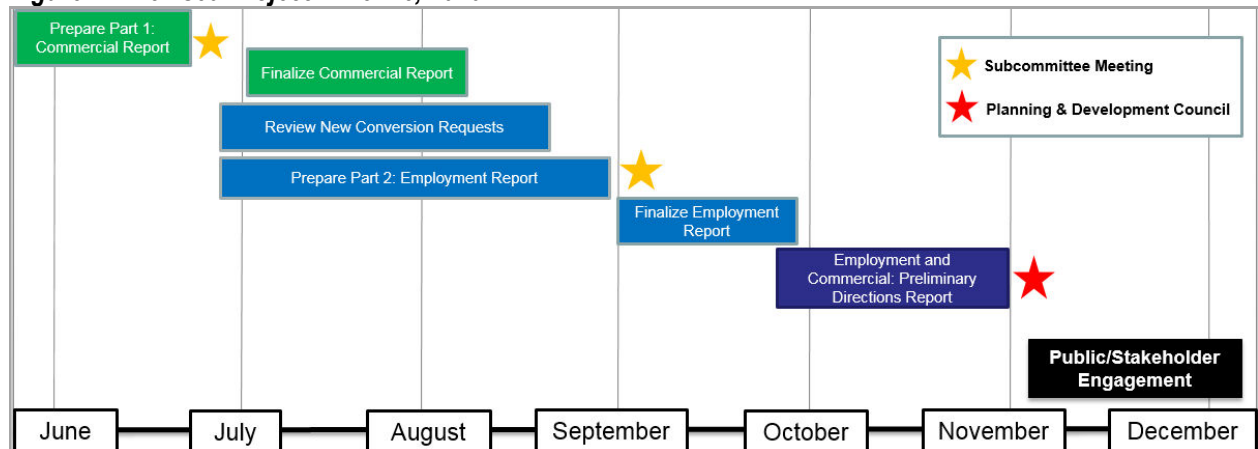 Prepare Part 1:
Commercial Report
Finalize Commercial Report
Subcommittee Meeting
Planning & Development Council
Review New Conversion Requests
Prepare Part 2: Employment Report
Finalize Employment
Report
Employment and
Commercial: Preliminary
Directions Report
Public/Stakeholder
Engagement
June
July
August
September
October
November
December